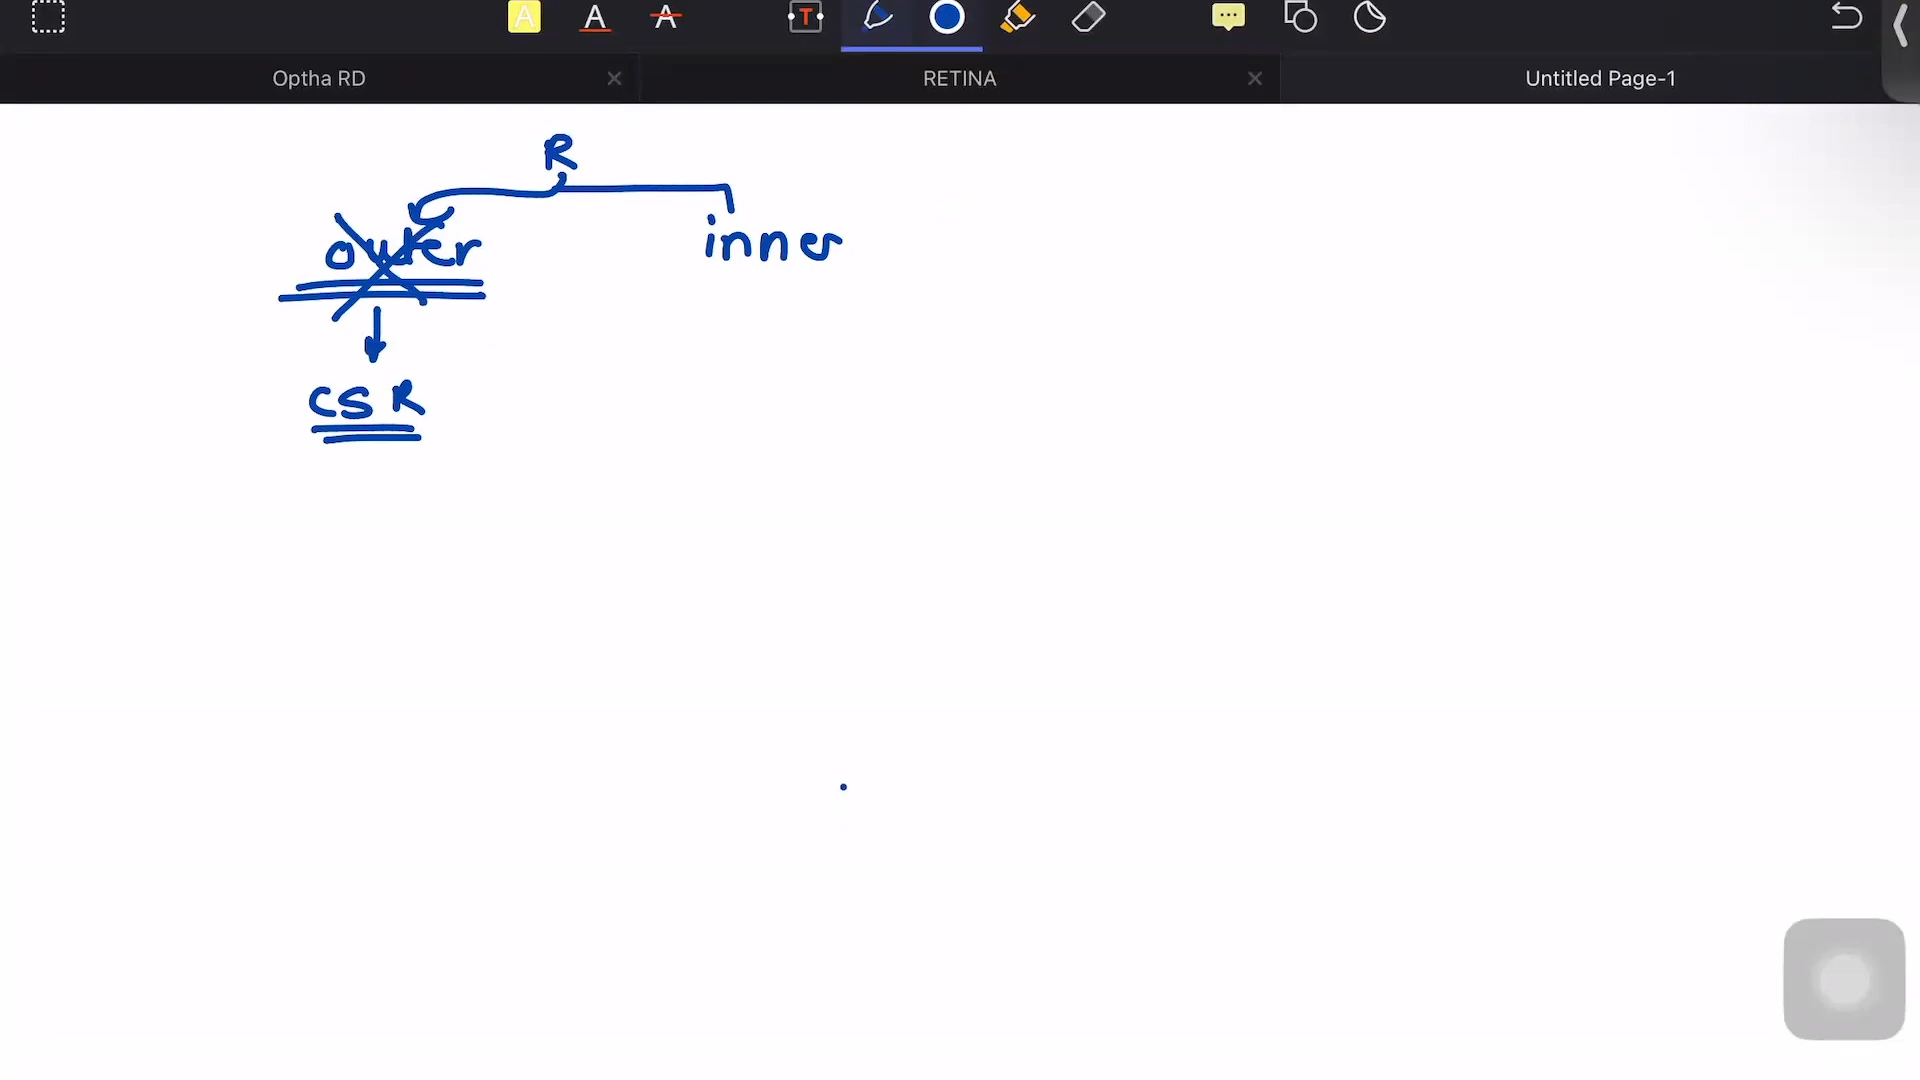 A A A T
Optha RD RETINA Untitled Page-1
R
outer inner
CSR